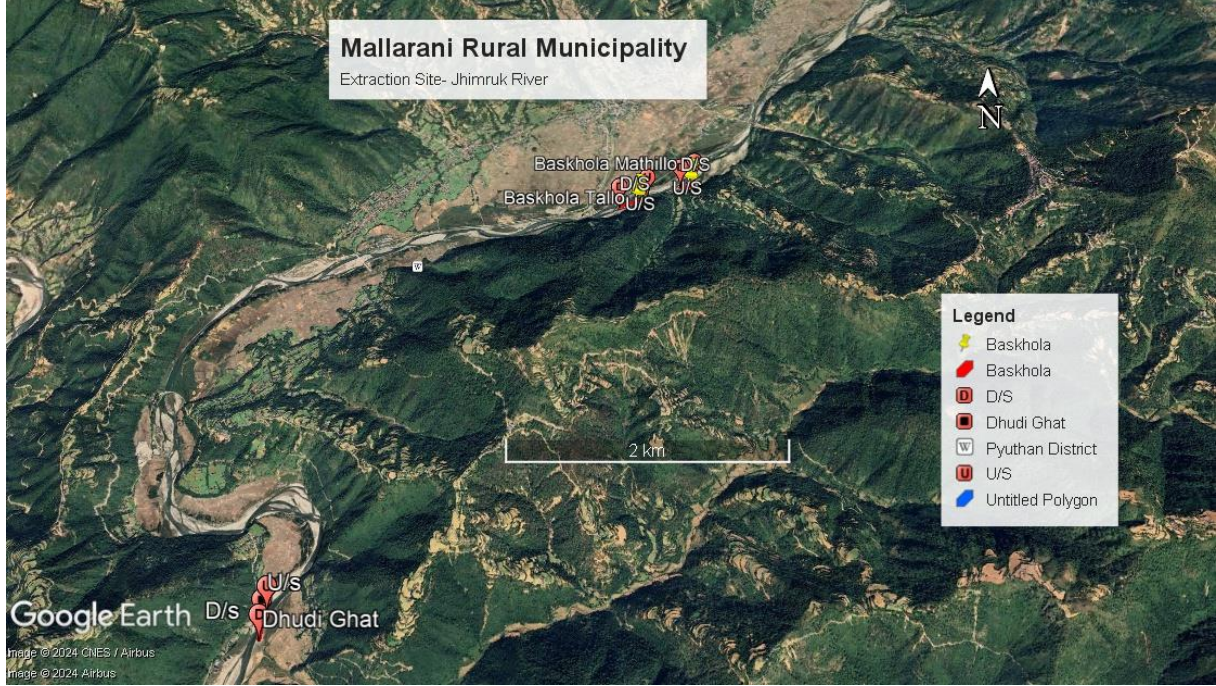 Mallarani Rural Municipality
Extraction Site- Jhimruk River
N
Baskhola Mathillo D/S
D/S
U/S
Baskhola Tallo U/S
W
Legend
Baskhola
Baskhola
D D/S
Dhudi Ghat
W Pyuthan District
U U/S
Untitled Polygon
2 km
U/s
D/s D Dhudi Ghat
Google Earth
Image © 2024 CNES / Airbus
Image © 2024 Airbus